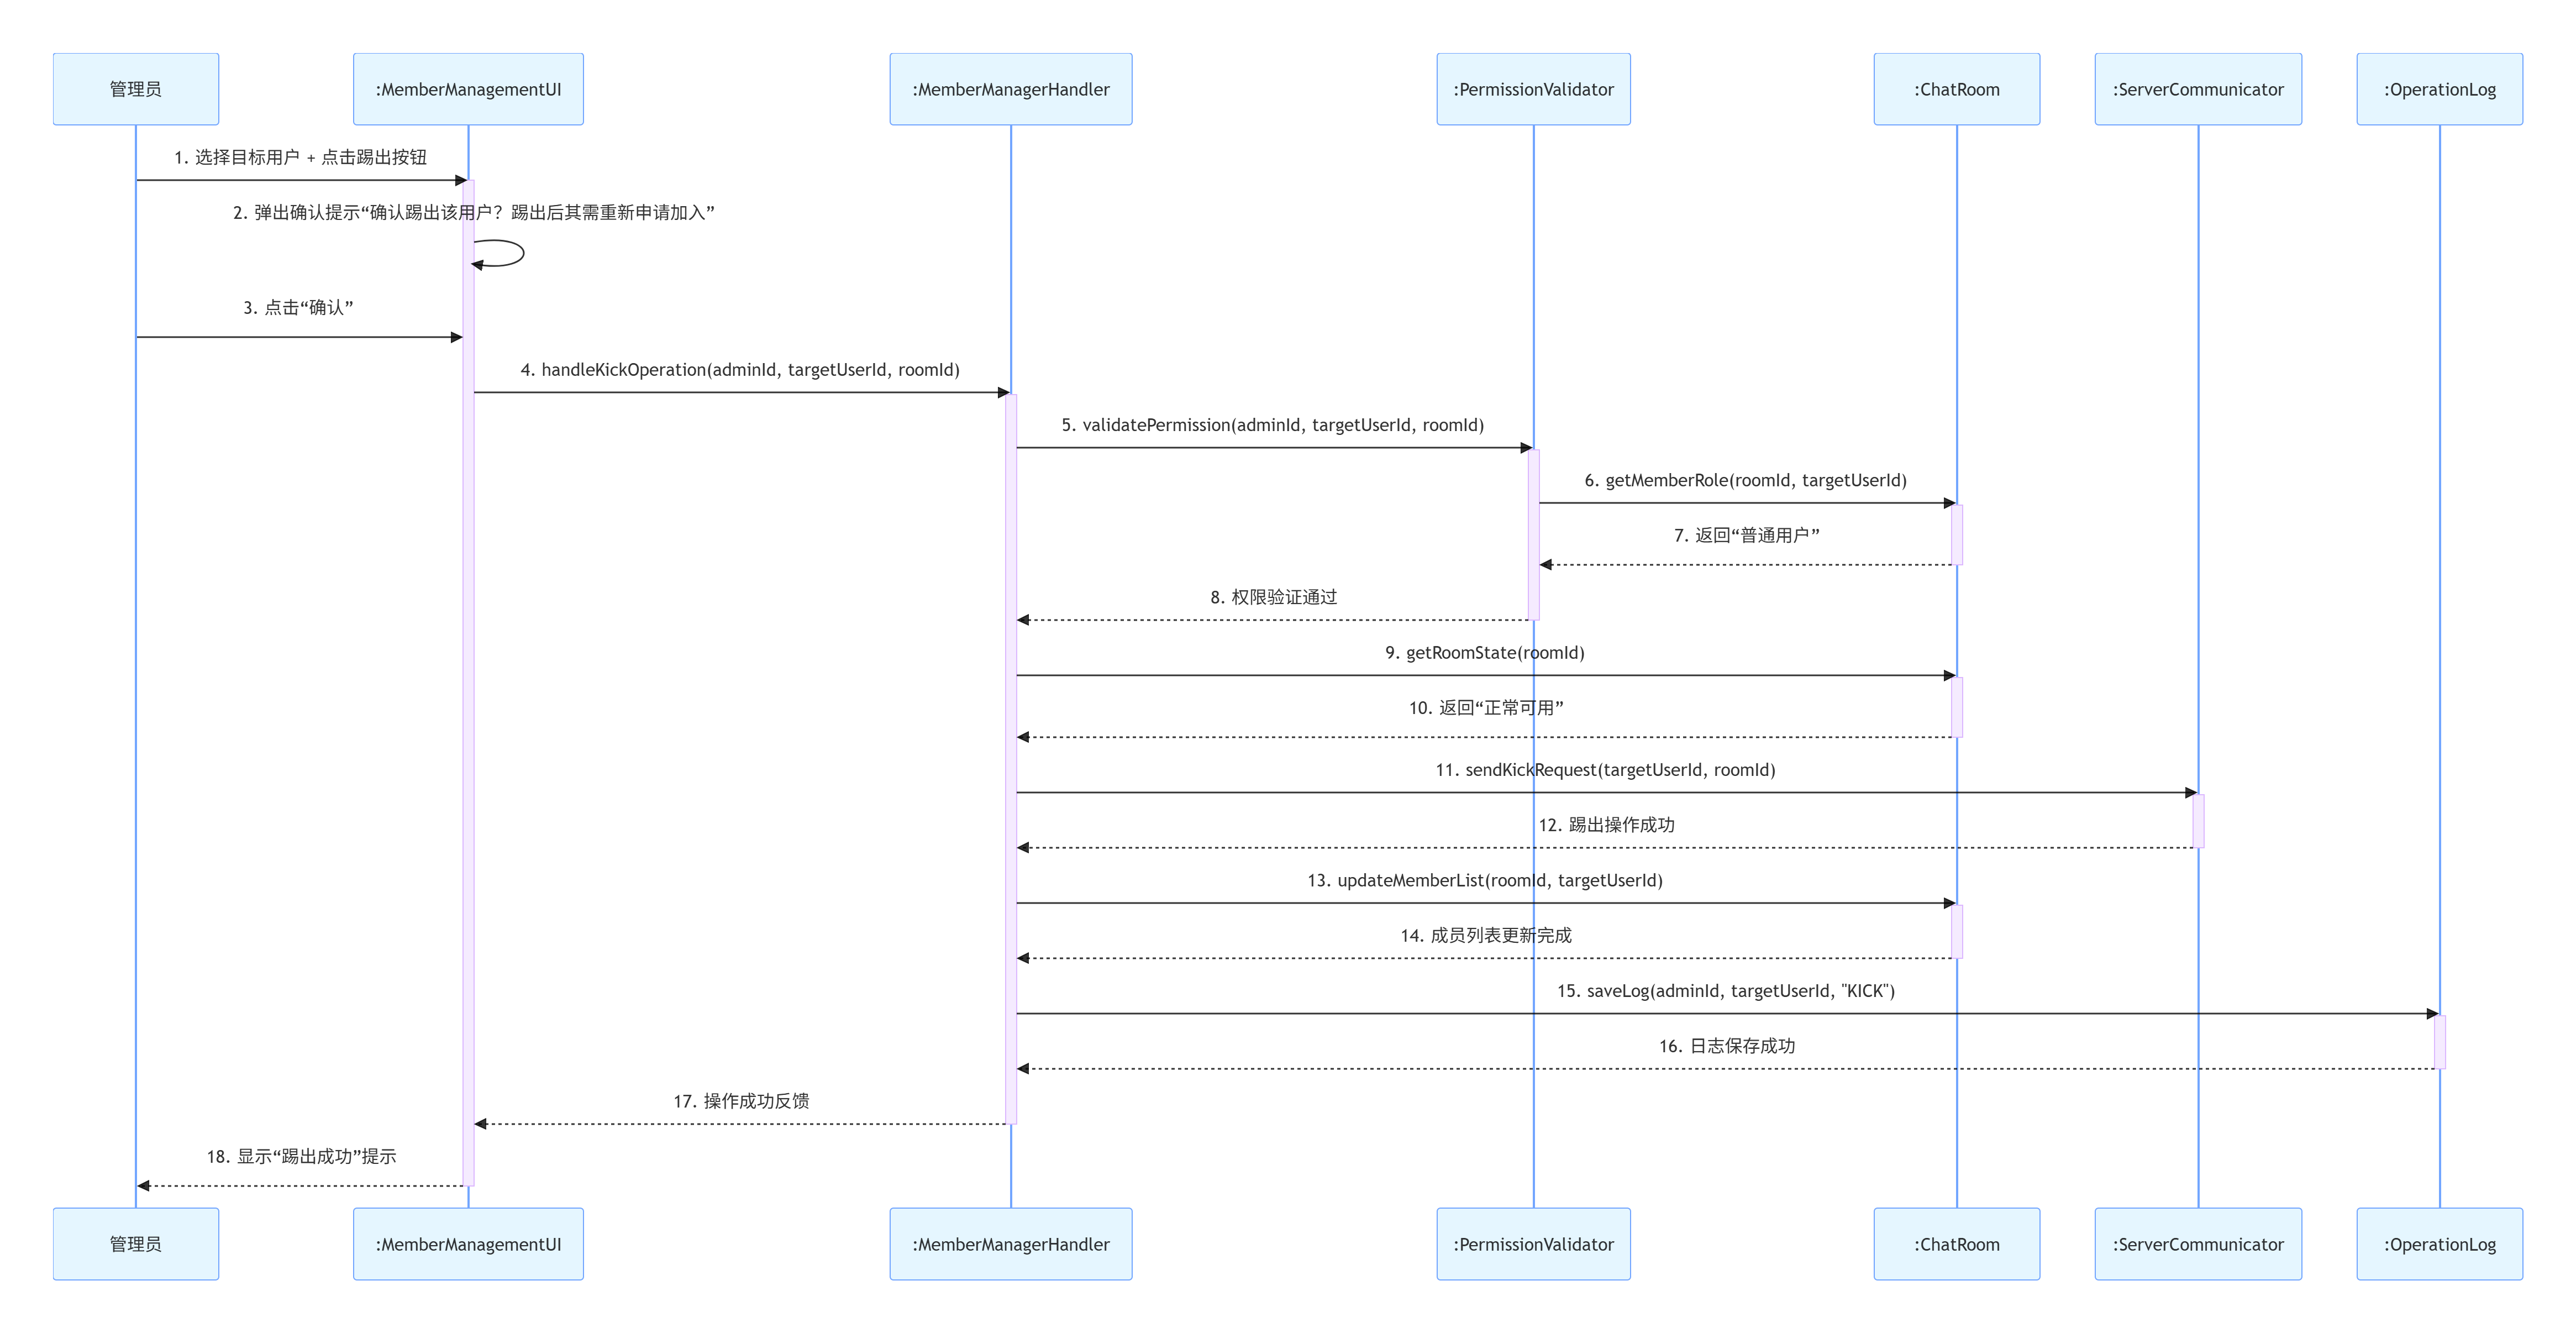 管理员
:MemberManagementUI
:MemberManagerHandler
:PermissionValidator
:ChatRoom
:ServerCommunicator
:OperationLog
1. 选择目标用户 + 点击踢出按钮
2. 弹出确认提示“确认踢出该用户？踢出后其需重新申请加入”
3. 点击“确认”
4. handleKickOperation(adminId, targetUserId, roomId)
5. validatePermission(adminId, targetUserId, roomId)
6. getMemberRole(roomId, targetUserId)
7. 返回“普通用户”
8. 权限验证通过
9. getRoomState(roomId)
10. 返回“正常可用”
11. sendKickRequest(targetUserId, roomId)
12. 踢出操作成功
13. updateMemberList(roomId, targetUserId)
14. 成员列表更新完成
15. saveLog(adminId, targetUserId, "KICK")
16. 日志保存成功
17. 操作成功反馈
18. 显示“踢出成功”提示
管理员
:MemberManagementUI
:MemberManagerHandler
:PermissionValidator
:ChatRoom
:ServerCommunicator
:OperationLog